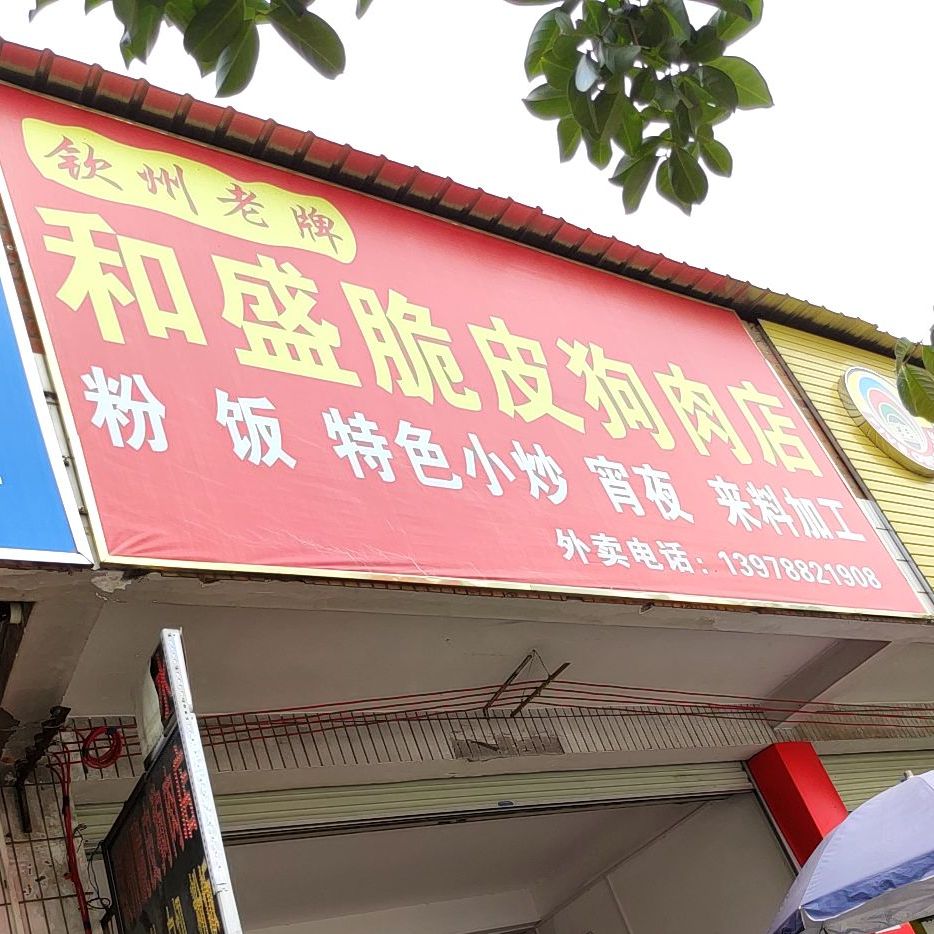 钦州老牌
和盛脆皮狗肉店
粉 饭 特色小炒 宵夜 来料加工
外卖电话：13978821908